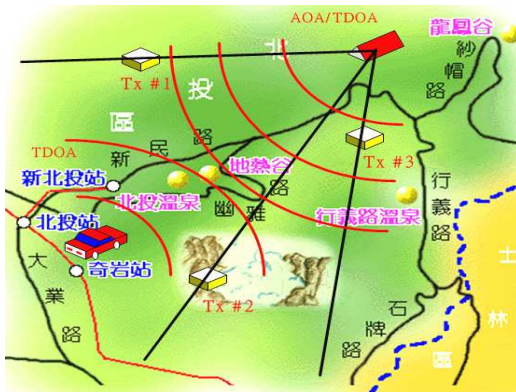 AOA/TDOA
龍鳳谷
紗帽路
Tx #1
北投區
TDOA
新民路
地熱谷
Tx #3
新北投站
北投溫泉
幽雅路
行義路溫泉
行義路
北投站
奇岩站
大業路
Tx #2
石牌路
士林區